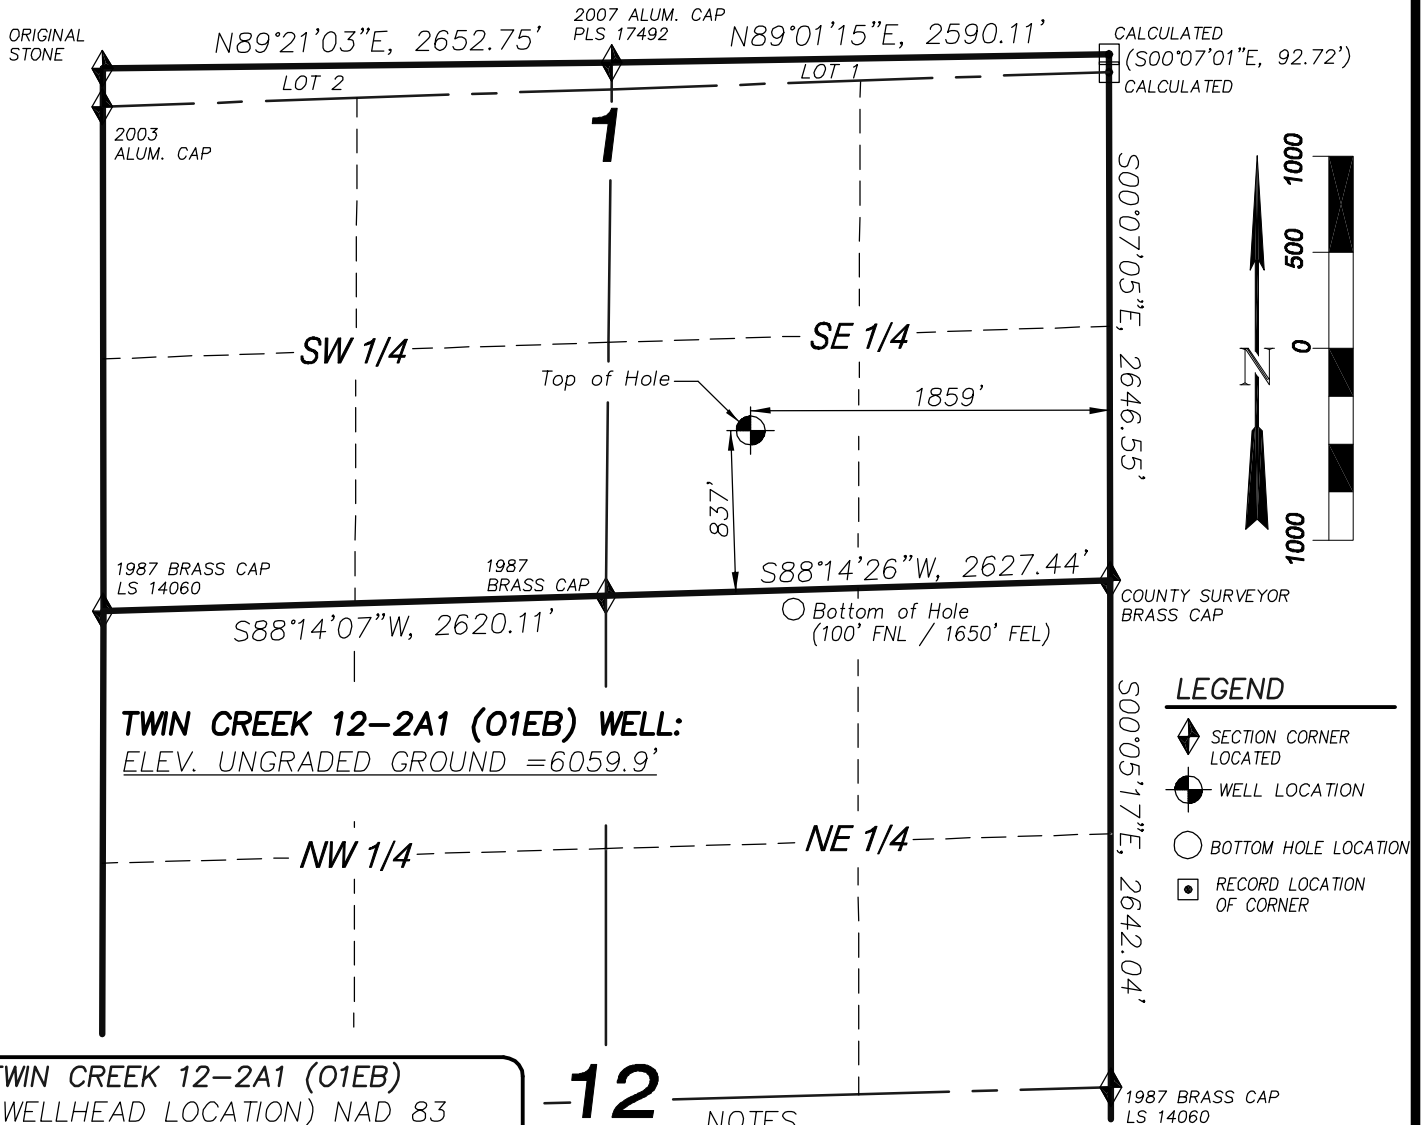 ORIGINAL
STONE
N89°21'03"E, 2652.75'
2007 ALUM. CAP
PLS 17492
N89°01'15"E, 2590.11'
CALCULATED
(S00°07'01"E, 92.72')
CALCULATED
LOT 2
LOT 1
2003
ALUM. CAP
1
S00°07'05"E, 2646.55'
1000
500
0
1000
N
SW 1/4
SE 1/4
Top of Hole
1859'
837'
1987 BRASS CAP
LS 14060
1987
BRASS CAP
S88°14'26"W, 2627.44'
S88°14'07"W, 2620.11'
Bottom of Hole
(100' FNL / 1650' FEL)
COUNTY SURVEYOR
BRASS CAP
TWIN CREEK 12-2A1 (O1EB) WELL:
ELEV. UNGRADED GROUND =6059.9'
S00°05'17"E, 2642.04'
LEGEND
SECTION CORNER
LOCATED
WELL LOCATION
BOTTOM HOLE LOCATION
RECORD LOCATION
OF CORNER
NW 1/4
NE 1/4
TWIN CREEK 12-2A1 (O1EB)
WELLHEAD LOCATION) NAD 83
12
NOTES
1987 BRASS CAP
LS 14060